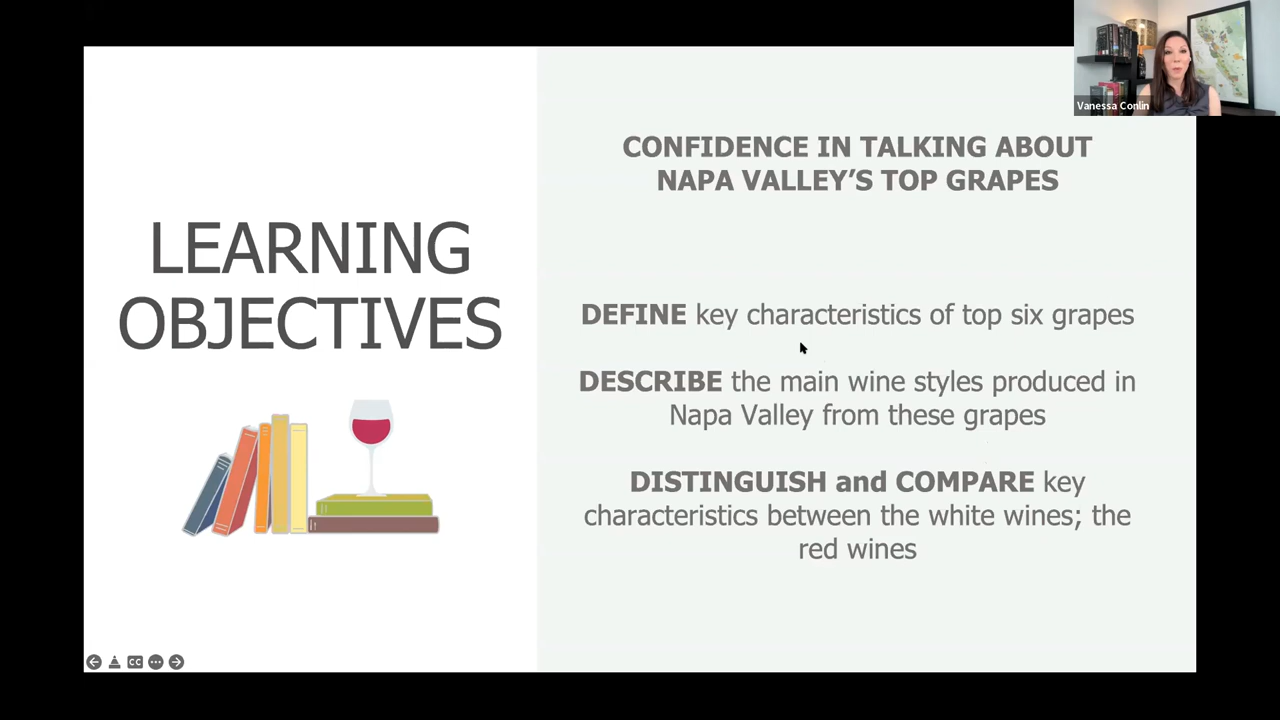 Vanessa Conlin
CONFIDENCE IN TALKING ABOUT
NAPA VALLEY’S TOP GRAPES
LEARNING
OBJECTIVES
DEFINE key characteristics of top six grapes
DESCRIBE the main wine styles produced in
Napa Valley from these grapes
DISTINGUISH and COMPARE key
characteristics between the white wines; the
red wines
CC